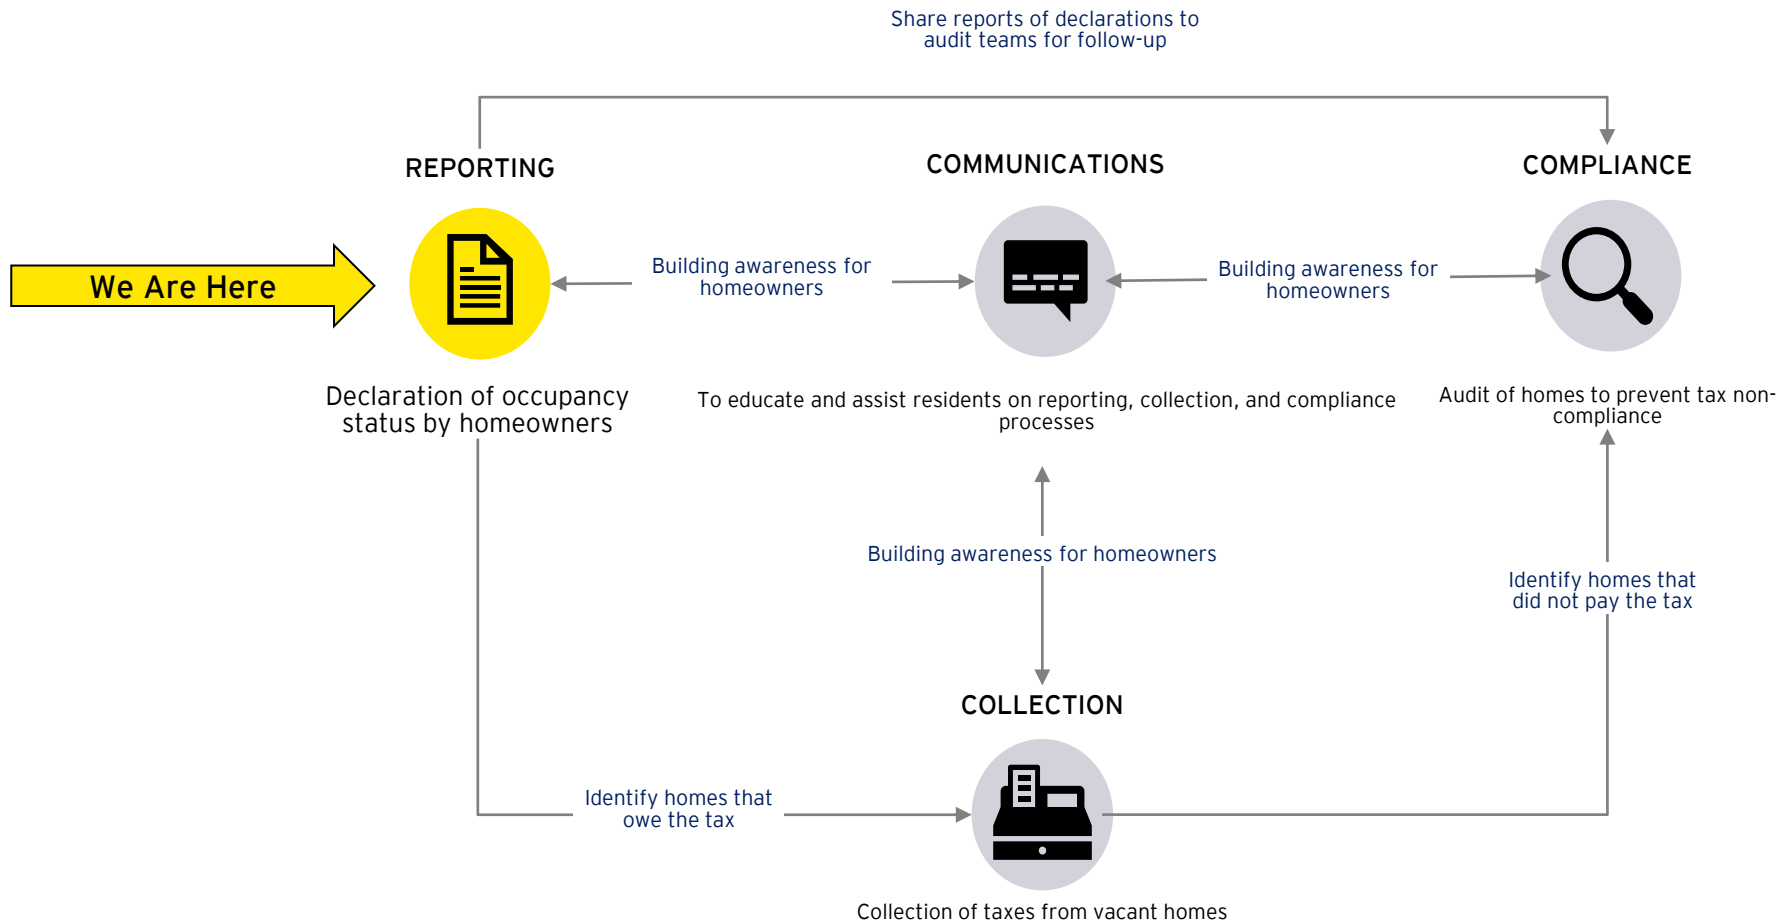 Share reports of declarations to
audit teams for follow-up
REPORTING
COMMUNICATIONS
COMPLIANCE
We Are Here
Building awareness for
homeowners
Building awareness for
homeowners
Declaration of occupancy
status by homeowners
To educate and assist residents on reporting, collection, and compliance
processes
Audit of homes to prevent tax non-
compliance
Building awareness for homeowners
Identify homes that
did not pay the tax
COLLECTION
Identify homes that
owe the tax
Collection of taxes from vacant homes